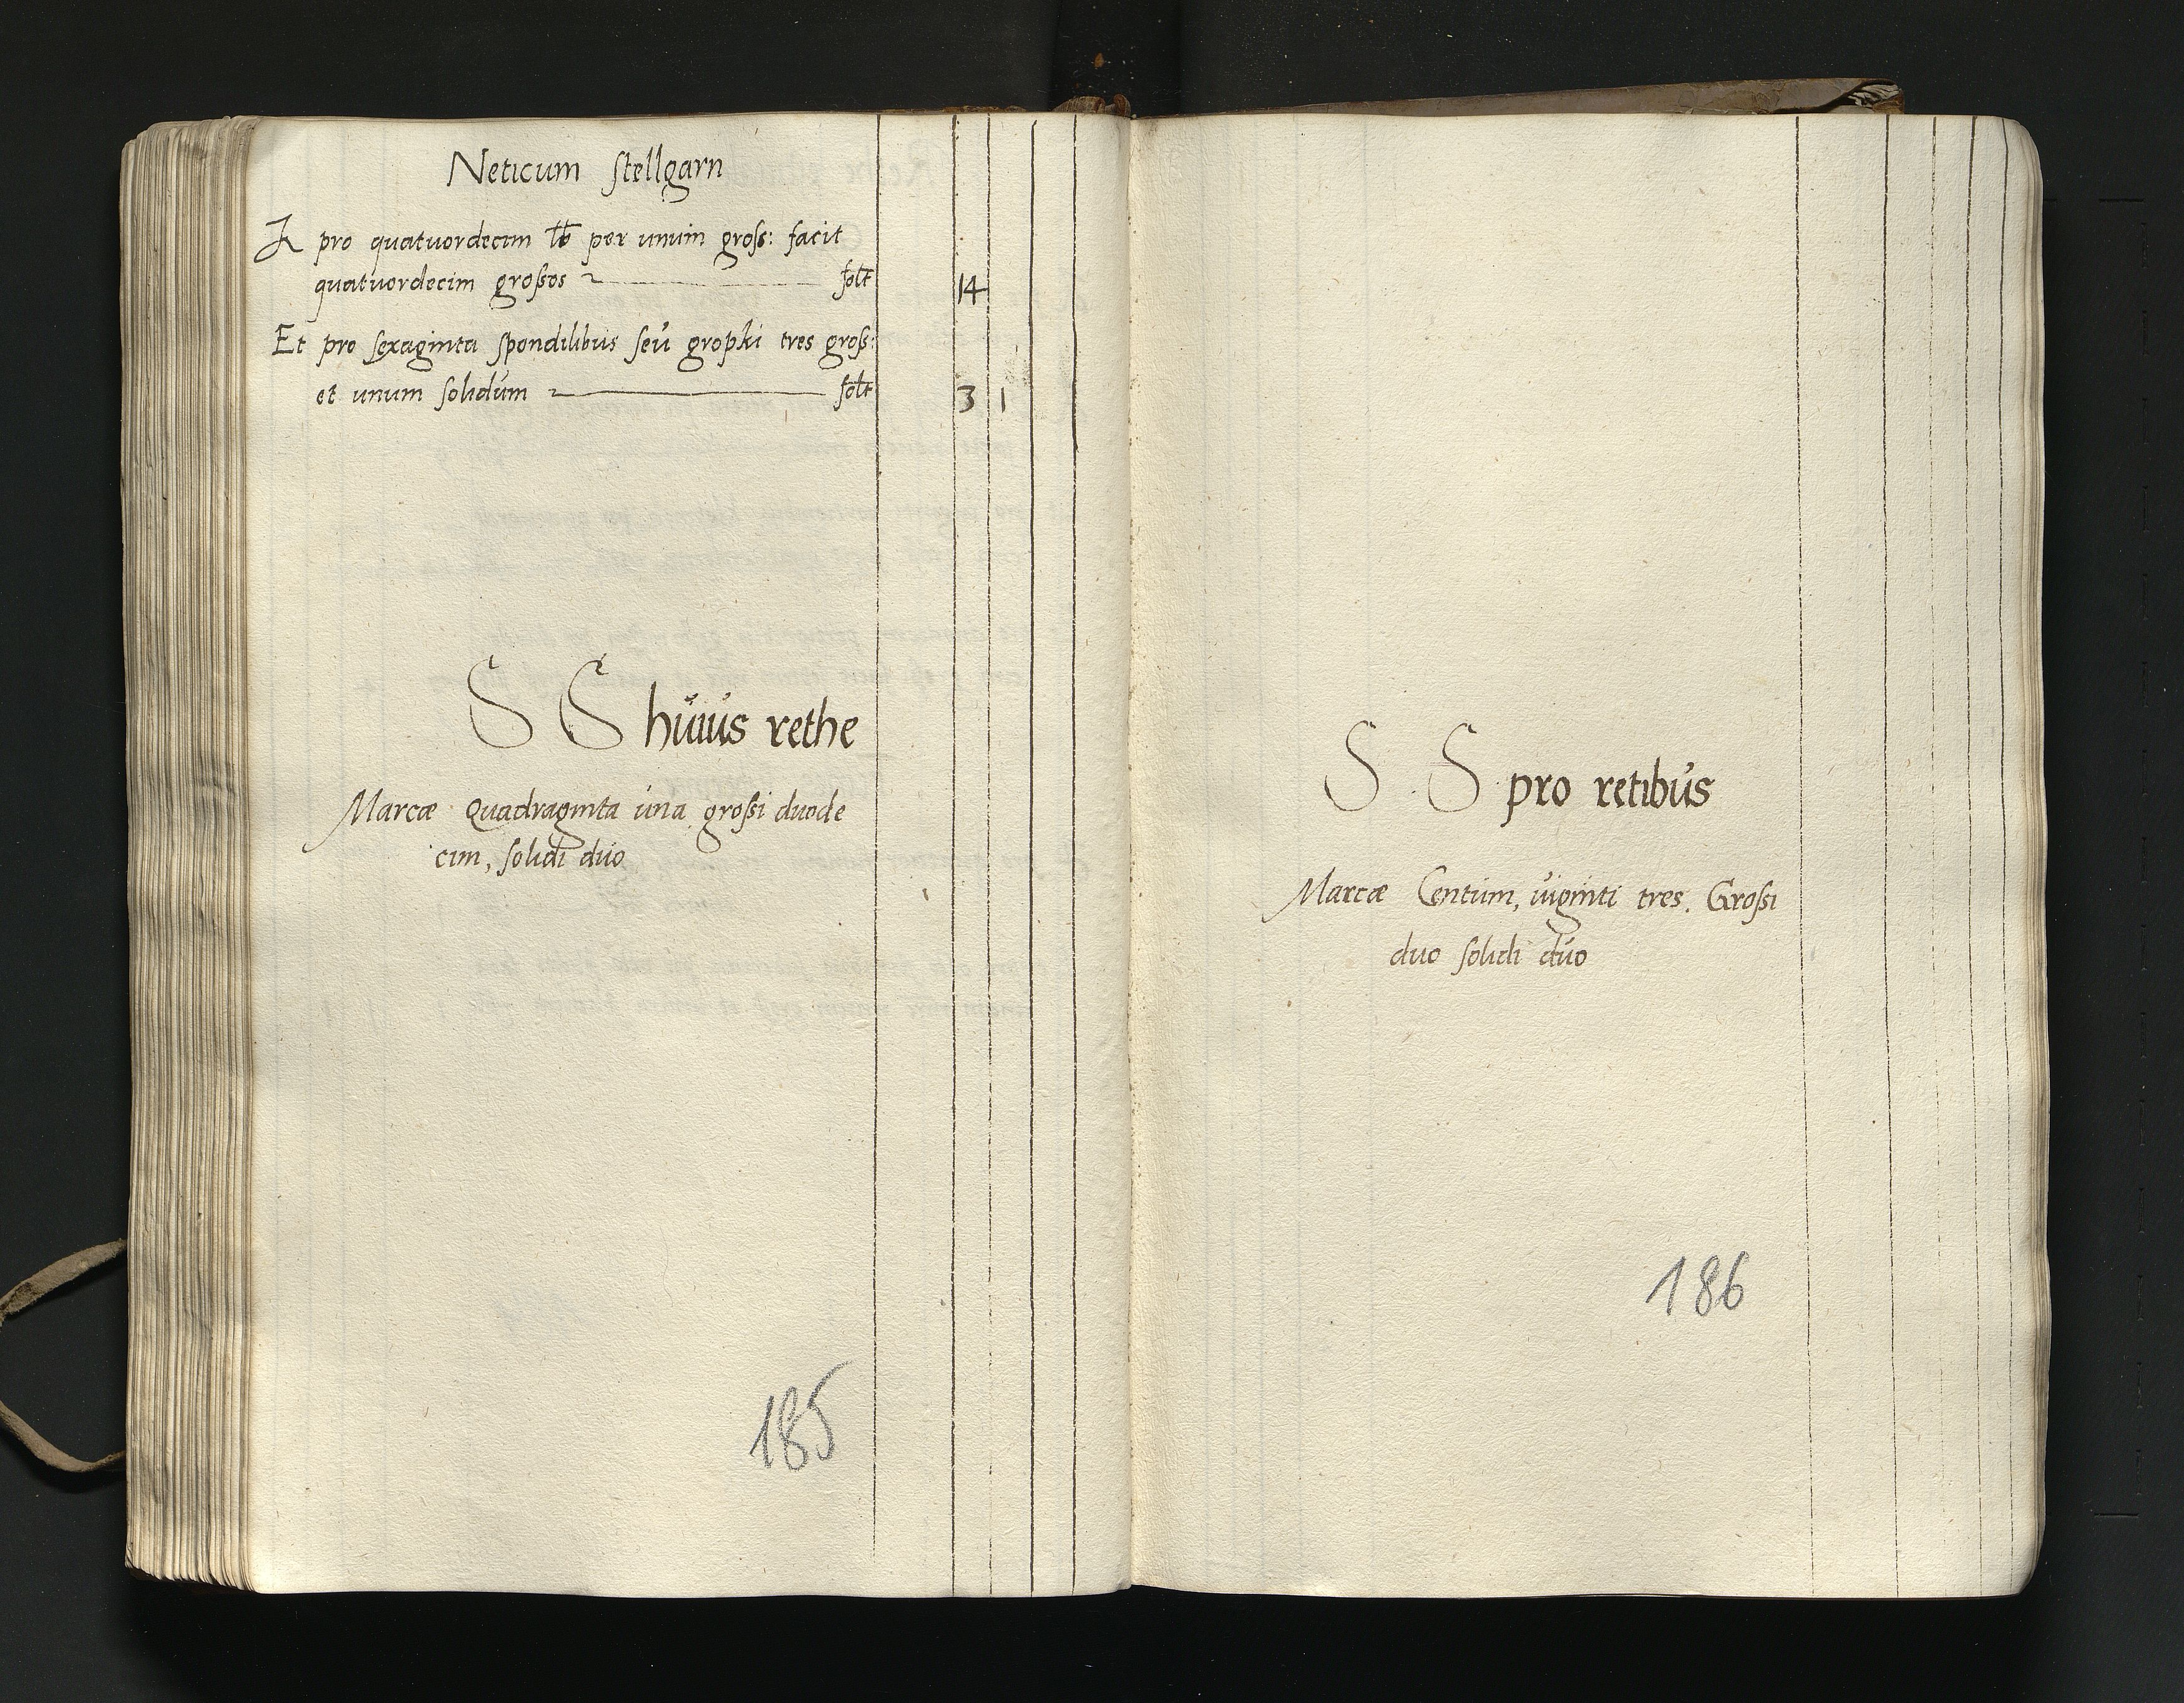 Neticum stellgarn
It pro quatuordecim lb per unum gross: facit
quatuordecim grossos solt 14
Et pro sexaginta spondilibus seu gropki tres gross:
et unum solidum solt 3 1
S S huius rethe
Marcæ Quadraginta una grossi duode
cim, solidi duo
185
S S pro retibus
Marcæ Centum, viginti tres. Grossi
duo solidi duo
186